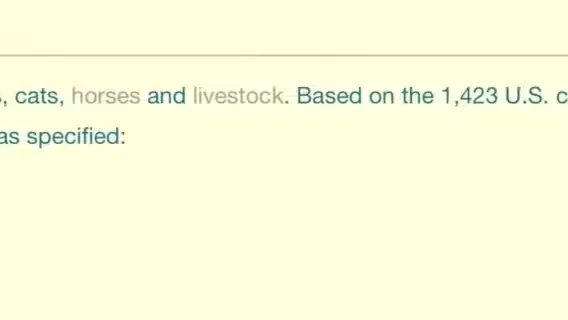 , cats, horses and livestock. Based on the 1,423 U.S.
as specified: